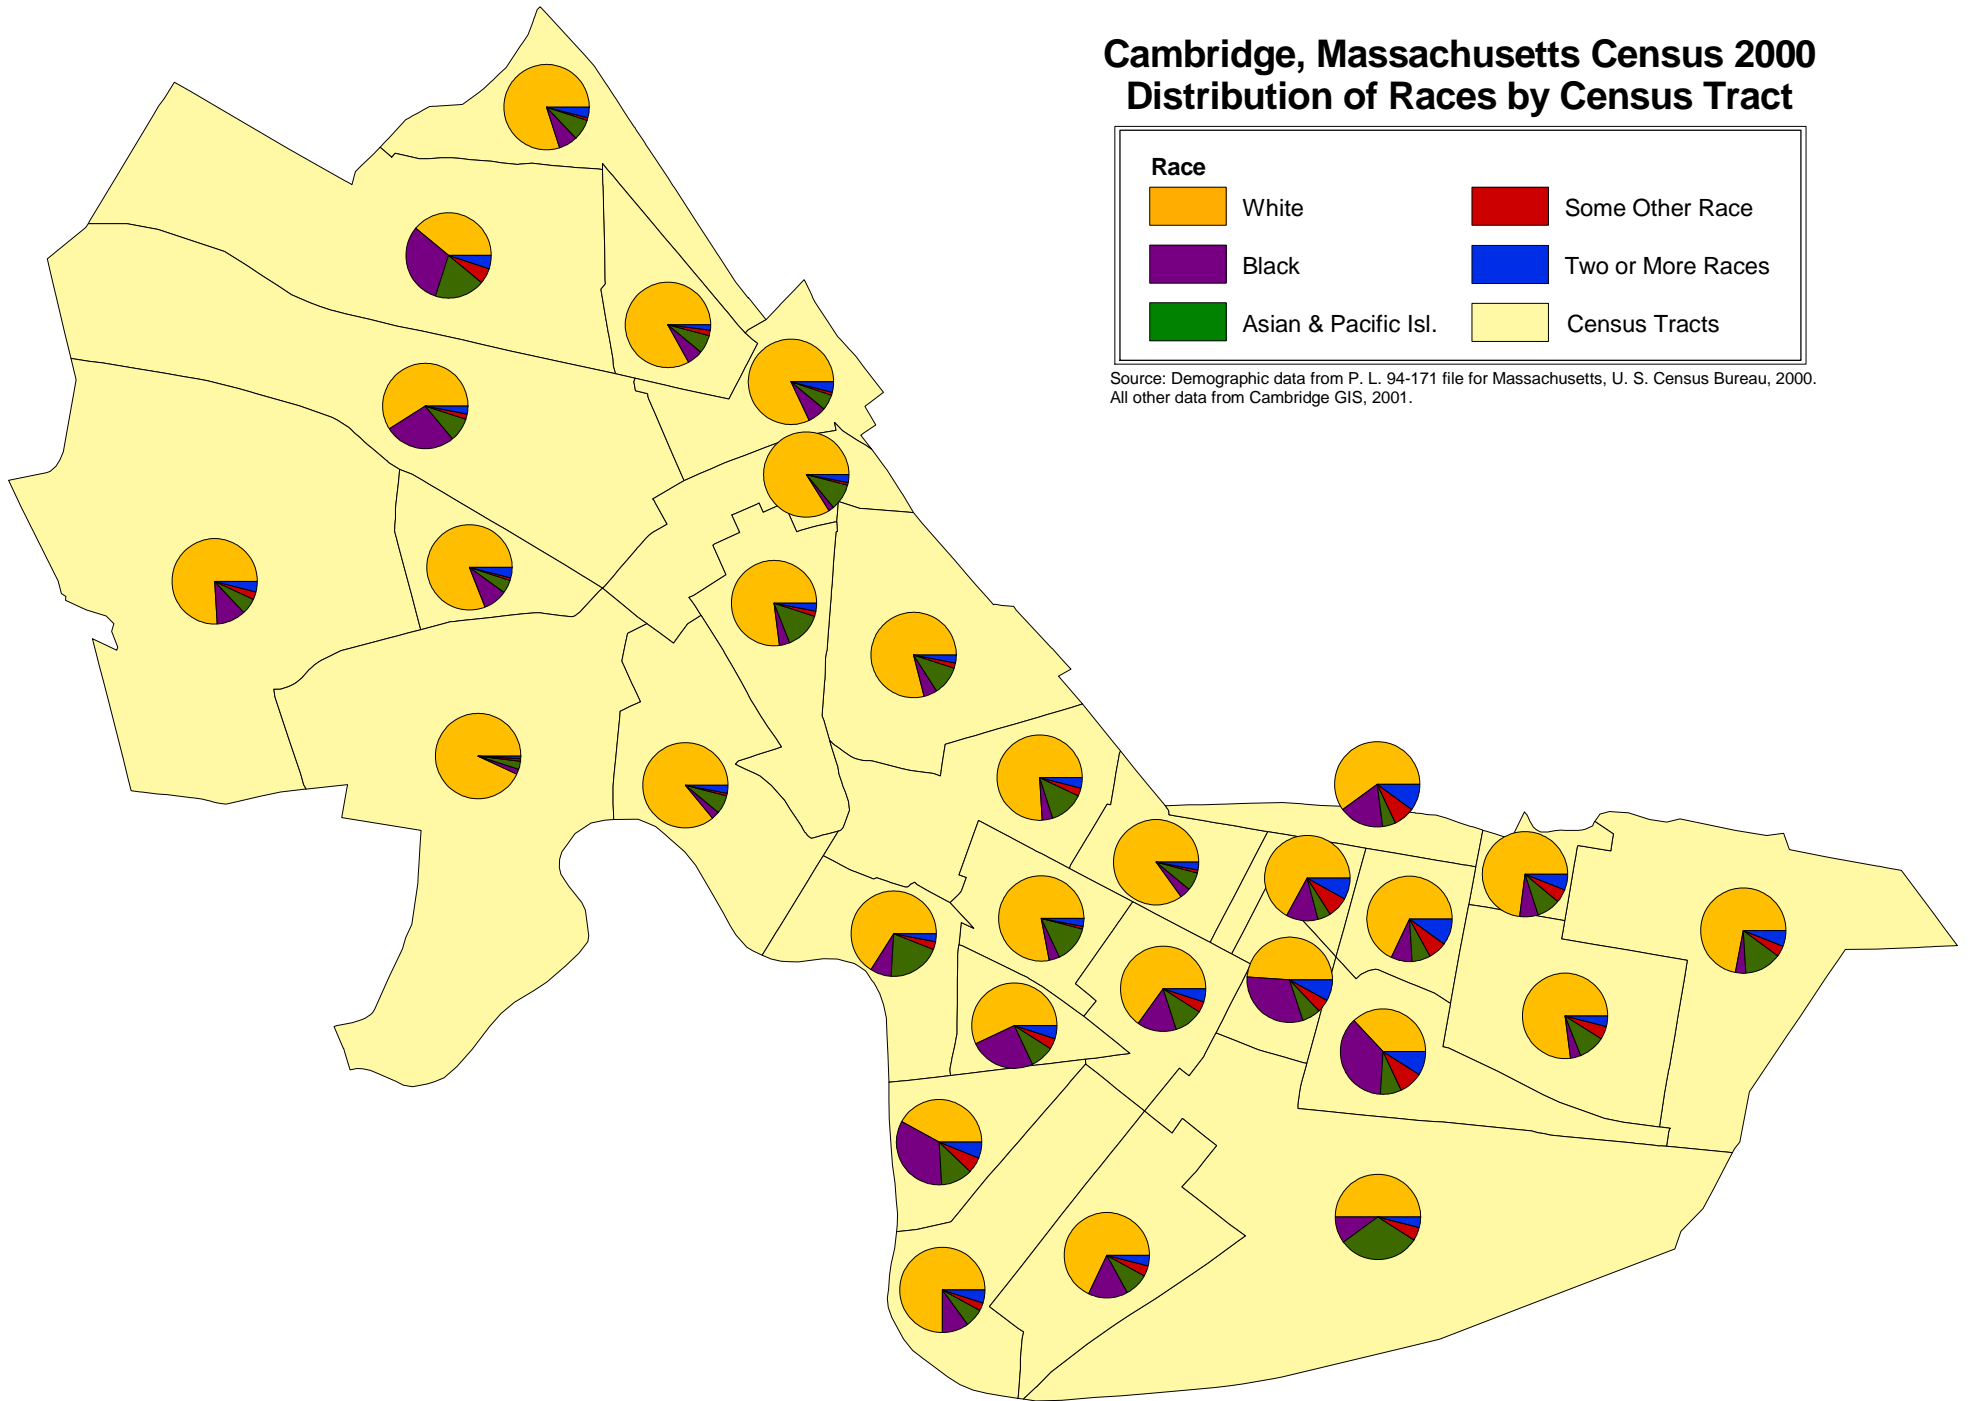 Cambridge, Massachusetts Census 2000
Distribution of Races by Census Tract
Race
White
Some Other Race
Black
Two or More Races
Asian & Pacific Isl.
Census Tracts
Source: Demographic data from P. L. 94-171 file for Massachusetts, U. S. Census Bureau, 2000.
All other data from Cambridge GIS, 2001.